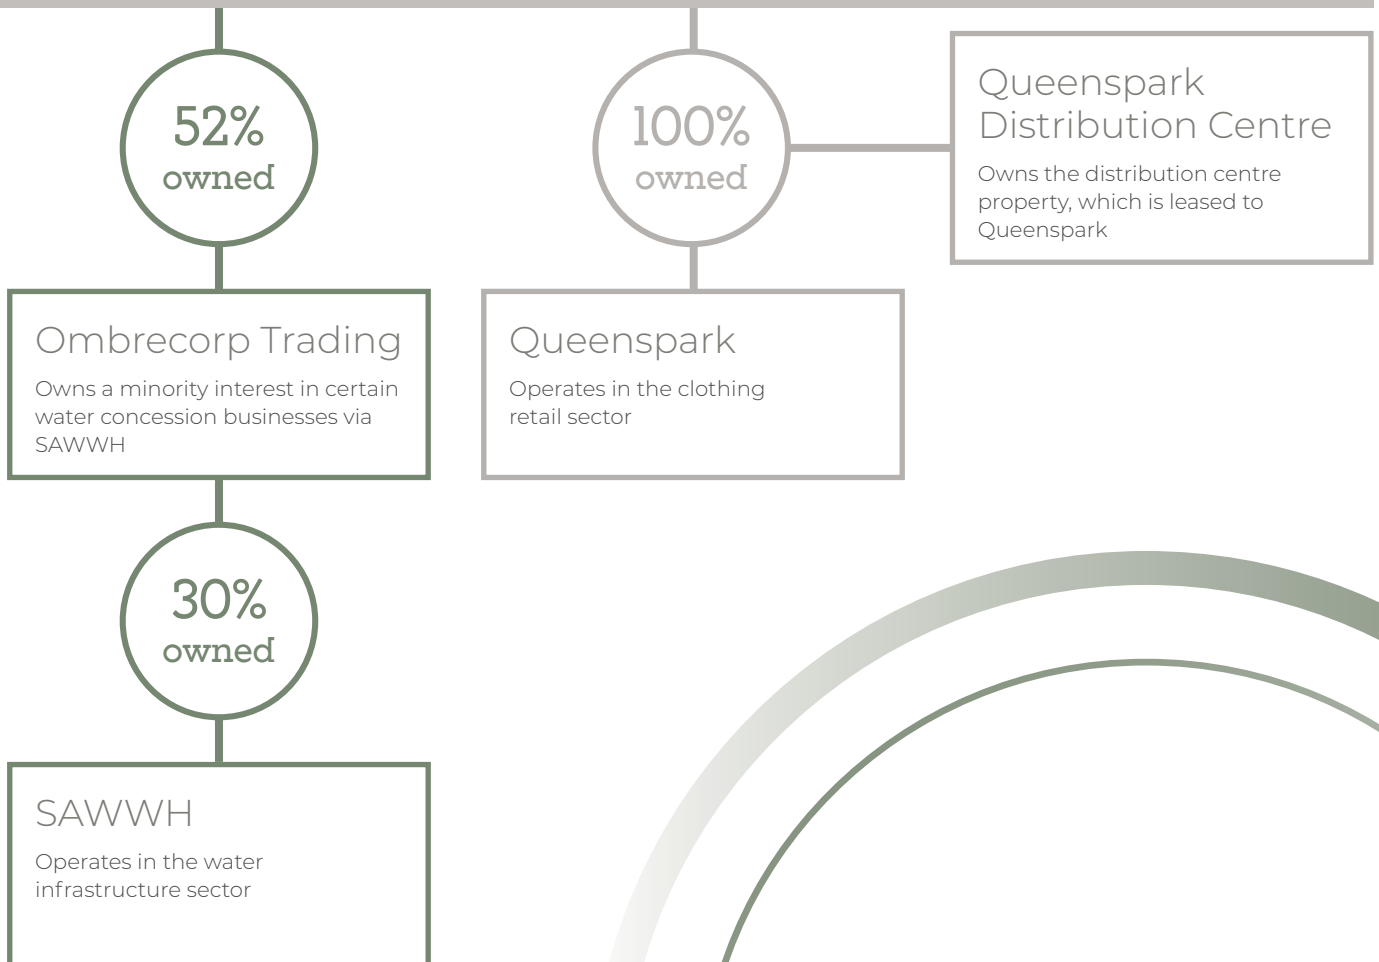 52%
owned
100%
owned
Queenspark
Distribution Centre
Owns the distribution centre
property, which is leased to
Queenspark
Ombrecorp Trading
Owns a minority interest in certain
water concession businesses via
SAWWH
Queenspark
Operates in the clothing
retail sector
30%
owned
SAWWH
Operates in the water
infrastructure sector